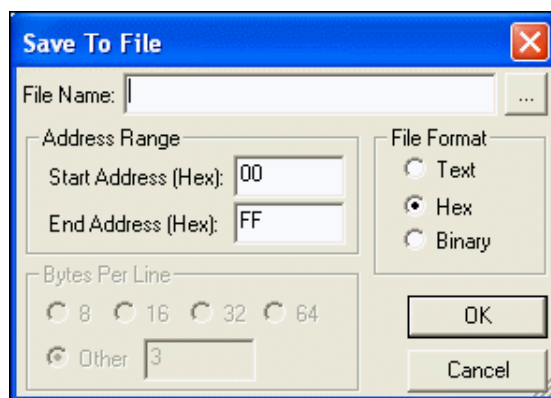 Save To File
File Name:
...
Address Range
Start Address (Hex): 00
End Address (Hex): FF
File Format
Text
Hex
Binary
Bytes Per Line
8 16 32 64
Other 3
OK
Cancel